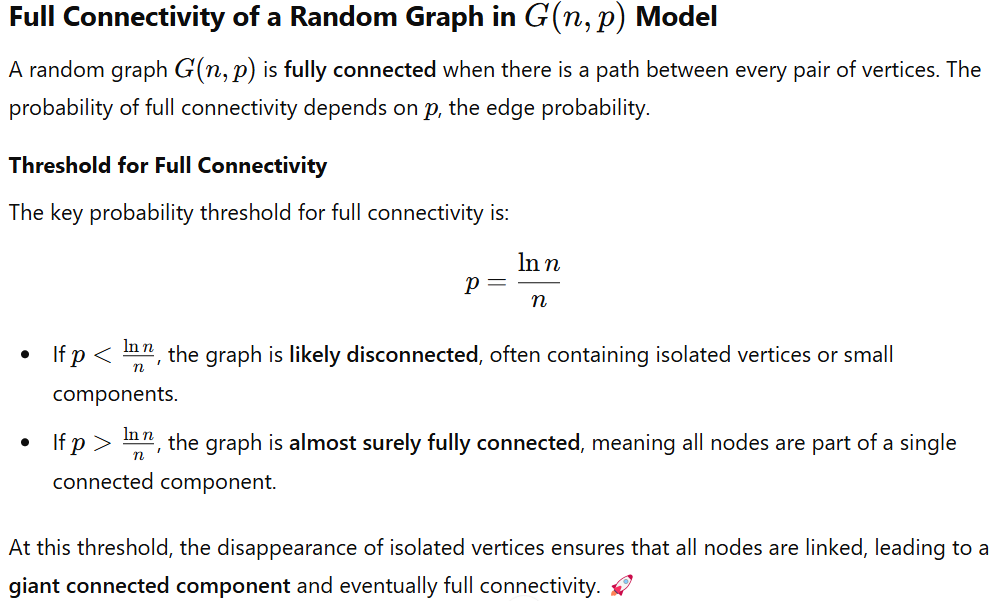 Full Connectivity of a Random Graph in G(n, p) Model
A random graph G(n, p) is fully connected when there is a path between every pair of vertices. The
probability of full connectivity depends on p, the edge probability.
Threshold for Full Connectivity
The key probability threshold for full connectivity is:
p = \frac{\ln n}{n}
• If p < \frac{\ln n}{n}, the graph is likely disconnected, often containing isolated vertices or small
components.
• If p > \frac{\ln n}{n}, the graph is almost surely fully connected, meaning all nodes are part of a single
connected component.
At this threshold, the disappearance of isolated vertices ensures that all nodes are linked, leading to a
giant connected component and eventually full connectivity. 🚀